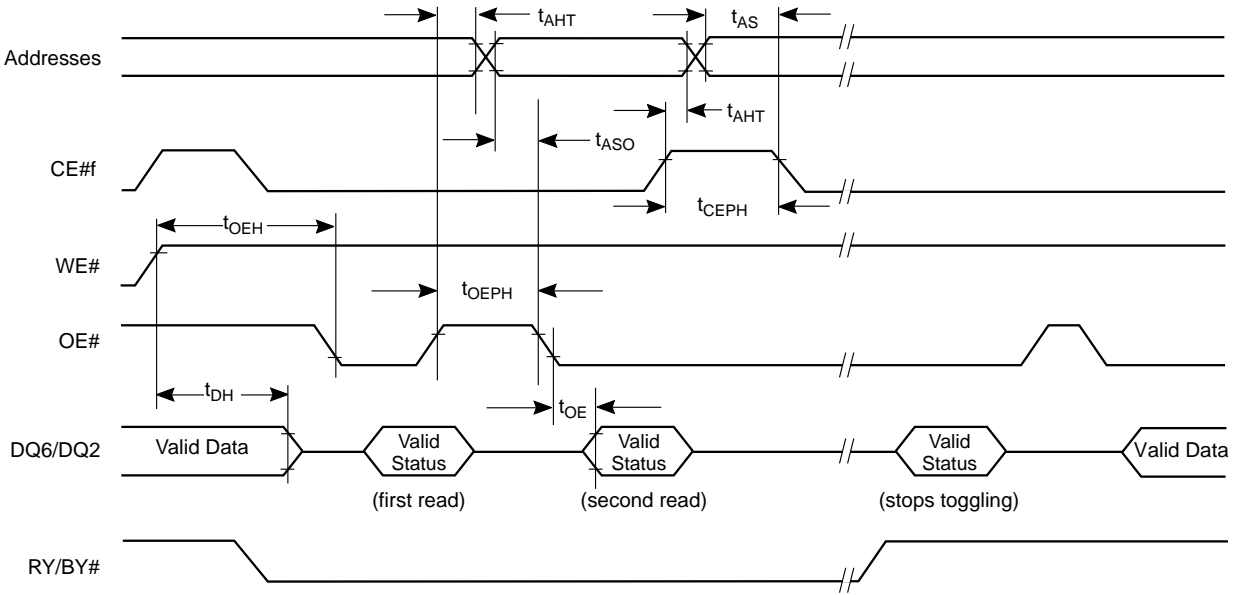 tAHT
tAS
Addresses
tAHT
tASO
CE#f
tCEPH
tOEH
WE#
tOEPH
OE#
tDH
tOE
DQ6/DQ2
Valid Data
Valid
Status
Valid
Status
Valid
Status
Valid Data
(first read)
(second read)
(stops toggling)
RY/BY#